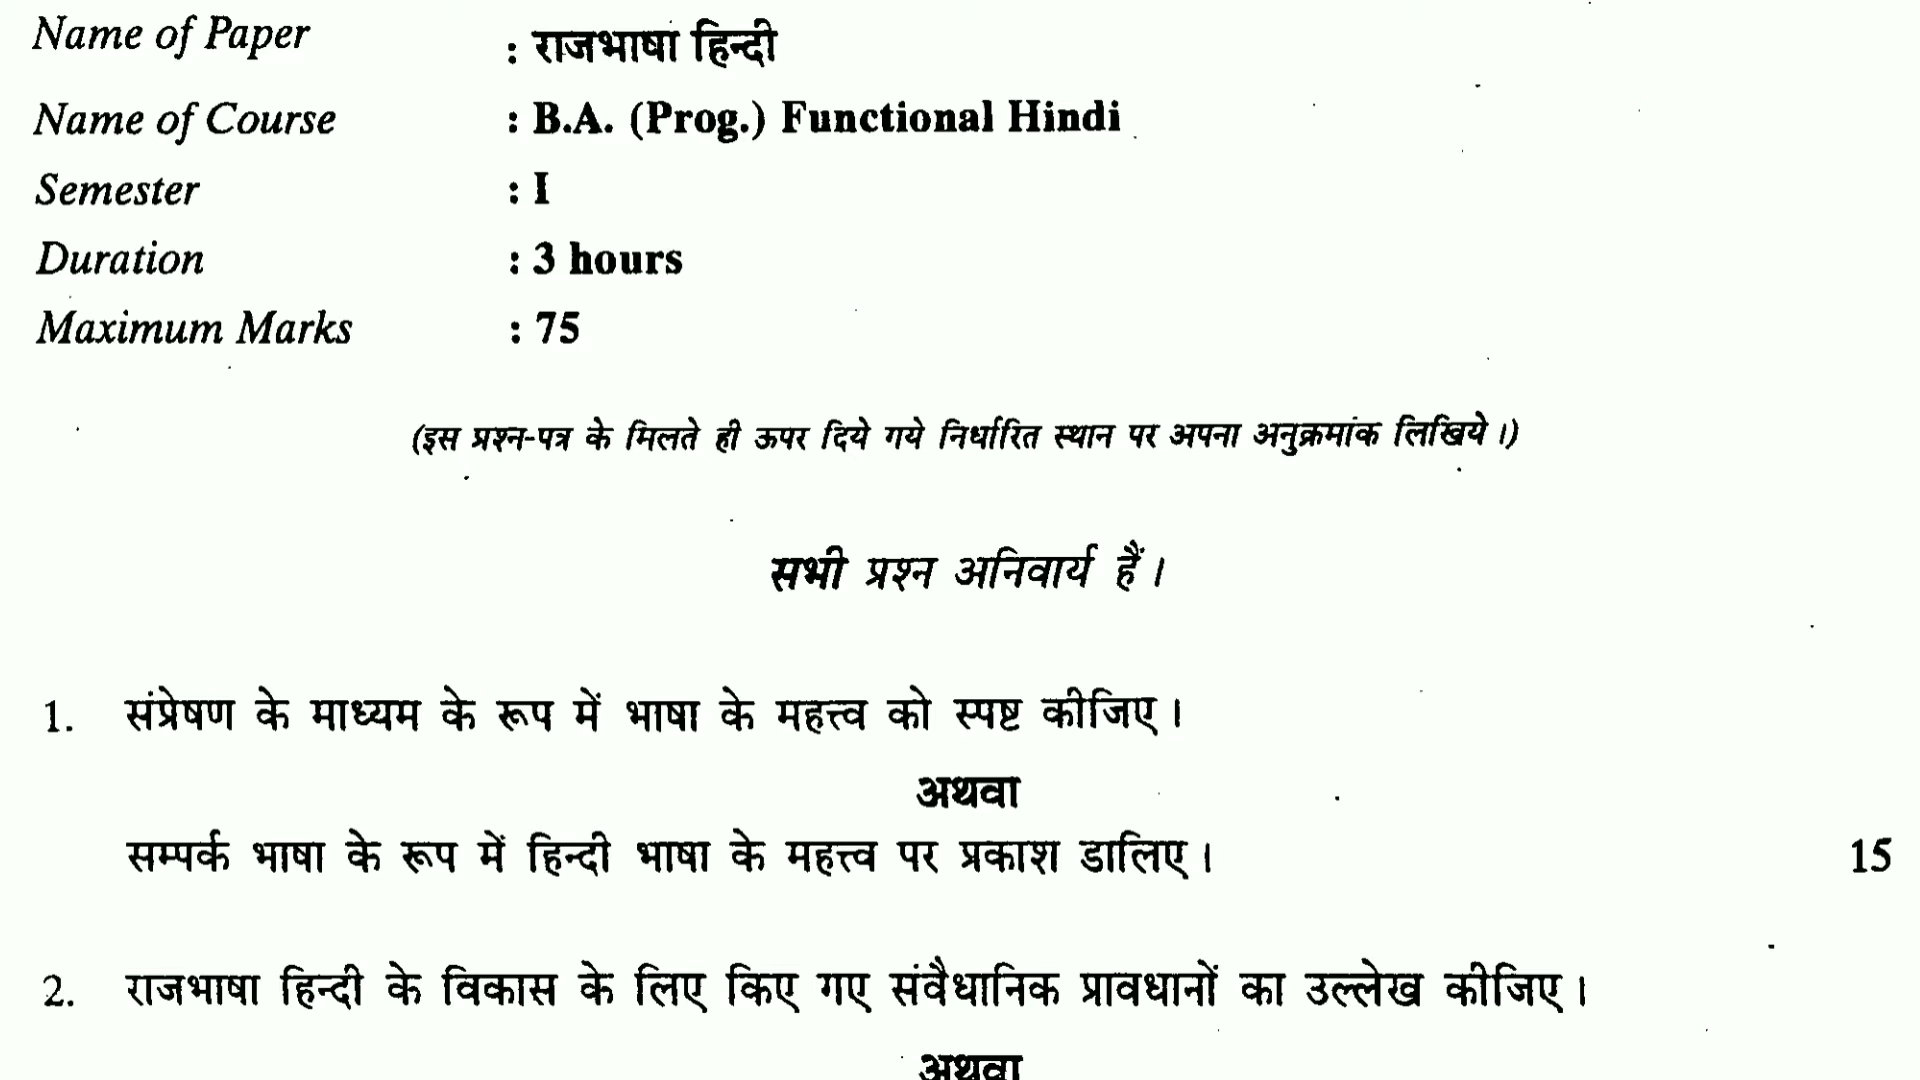 Name of Paper : राजभाषा हिन्दी
Name of Course : B.A. (Prog.) Functional Hindi
Semester : I
Duration : 3 hours
Maximum Marks : 75
(इस प्रश्न-पत्र के मिलते ही ऊपर दिये गये निर्धारित स्थान पर अपना अनुक्रमांक लिखिये।)
सभी प्रश्न अनिवार्य हैं।
1. संप्रेषण के माध्यम के रूप में भाषा के महत्त्व को स्पष्ट कीजिए।
अथवा
सम्पर्क भाषा के रूप में हिन्दी भाषा के महत्त्व पर प्रकाश डालिए। 15
2. राजभाषा हिन्दी के विकास के लिए किए गए संवैधानिक प्रावधानों का उल्लेख कीजिए।
अथवा